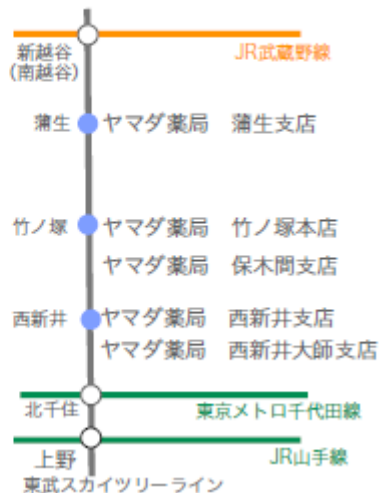 新越谷
(南越谷)
JR武蔵野線
蒲生 ヤマダ薬局 蒲生支店
竹ノ塚 ヤマダ薬局 竹ノ塚本店
ヤマダ薬局 保木間支店
西新井 ヤマダ薬局 西新井支店
ヤマダ薬局 西新井大師支店
北千住 東京メトロ千代田線
上野 JR山手線
東武スカイツリーライン